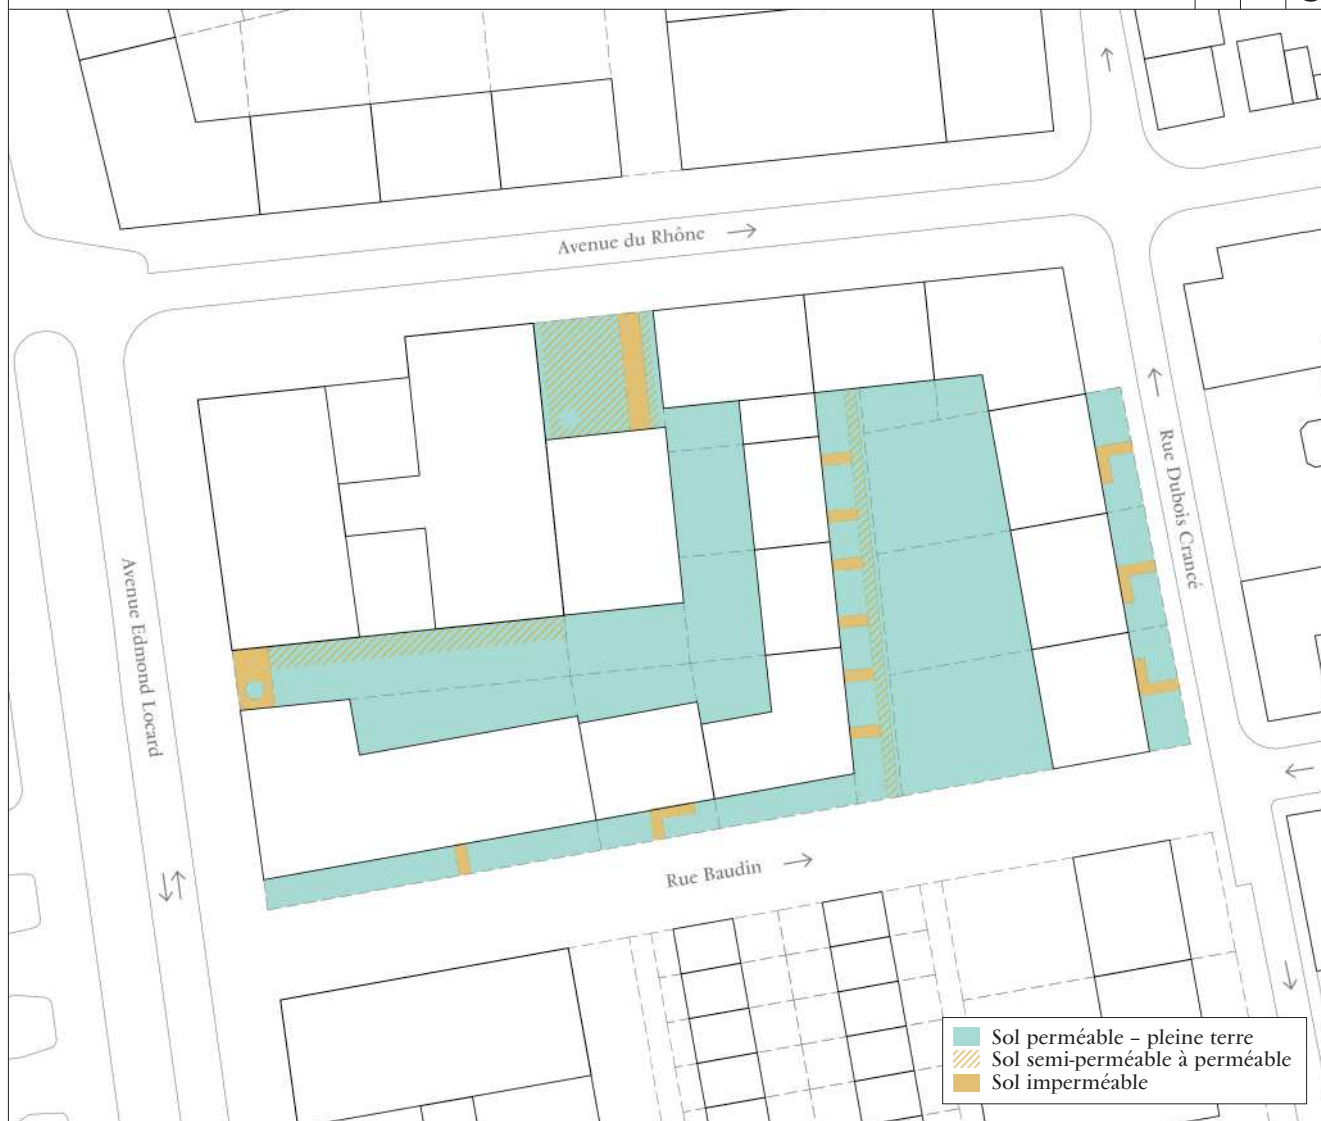 Avenue du Rhône
Rue Dubois Crancé
Avenue Edmond Locard
Rue Baudin
Sol perméable – pleine terre
Sol semi-perméable à perméable
Sol imperméable